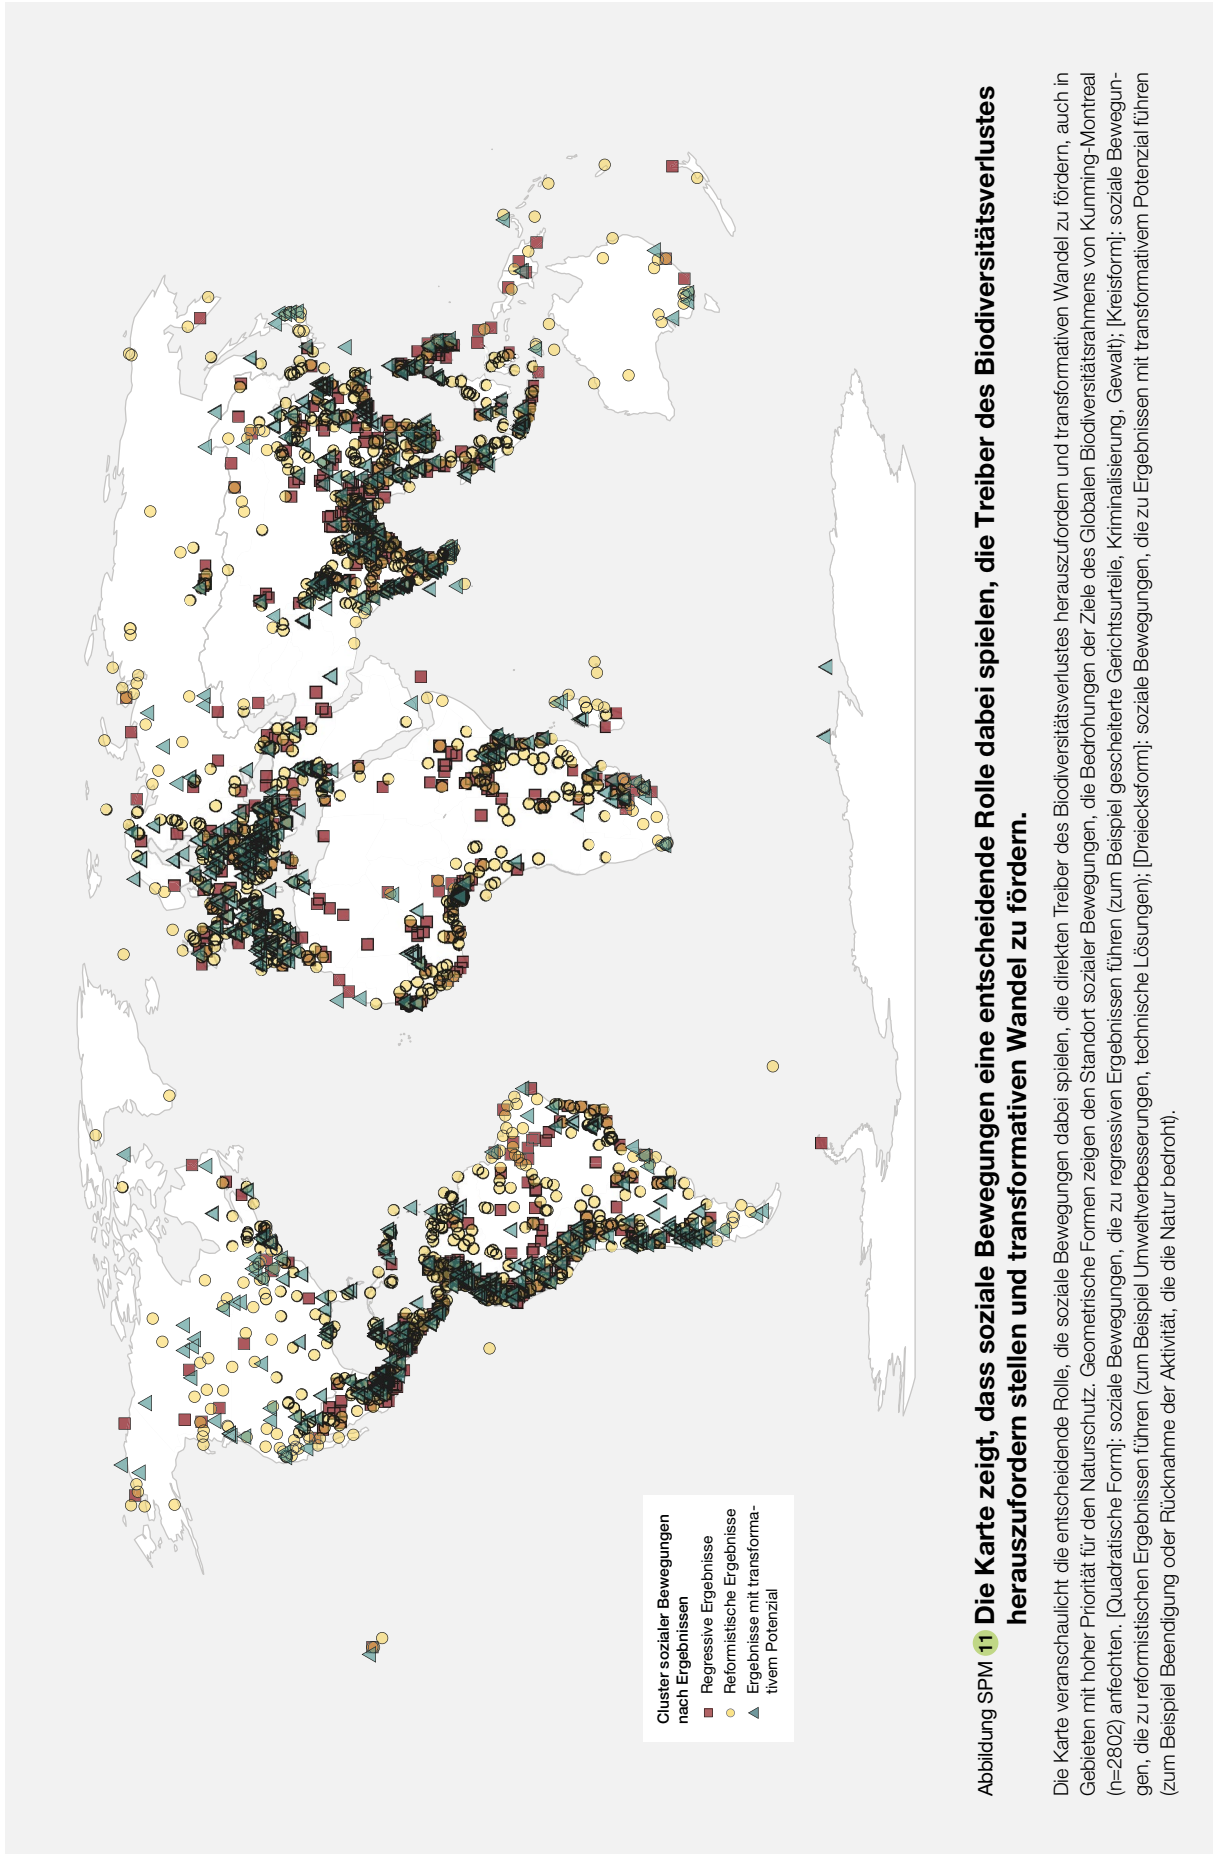 Cluster sozialer Bewegungen
nach Ergebnissen
Regressive Ergebnisse
Reformistische Ergebnisse
Ergebnisse mit transforma-
tivem Potenzial
Abbildung SPM 11 Die Karte zeigt, dass soziale Bewegungen eine entscheidende Rolle dabei spielen, die Treiber des Biodiversitätsverlustes
herauszufordern stellen und transformativen Wandel zu fördern.
Die Karte veranschaulicht die entscheidende Rolle, die soziale Bewegungen dabei spielen, die direkten Treiber des Biodiversitätsverlustes herauszufordern und transformativen Wandel zu fördern, auch in
Gebieten mit hoher Priorität für den Naturschutz. Geometrische Formen zeigen den Standort sozialer Bewegungen, die Bedrohungen der Ziele des Globalen Biodiversitätsrahmens von Kunming-Montreal
(n=2802) anfechten. [Quadratische Form]: soziale Bewegungen, die zu regressiven Ergebnissen führen (zum Beispiel gescheiterte Gerichtsurteile, Kriminalisierung, Gewalt); [Kreisform]: soziale Bewegun-
gen, die zu reformistischen Ergebnissen führen (zum Beispiel Umweltverbesserungen, technische Lösungen); [Dreiecksform]: soziale Bewegungen, die zu Ergebnissen mit transformativem Potenzial führen
(zum Beispiel Beendigung oder Rücknahme der Aktivität, die die Natur bedroht).